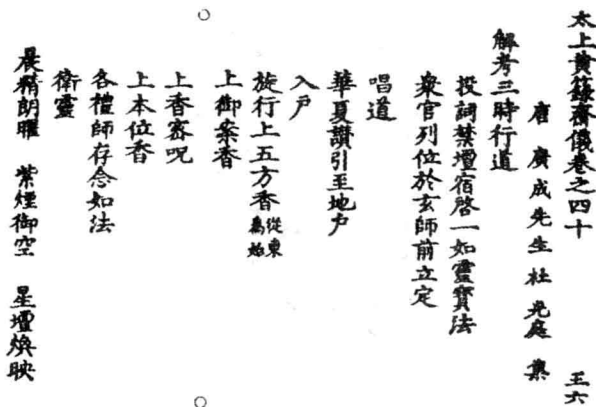 太上黃籙齋儀卷之四十 王六
唐廣成先生杜光庭集
解考三時行道
投詞禁壇宿啓一如靈寶法
衆官列位於玄師前立定
唱道
華夏讚引至地戶
入戶
旋行上五方香從東爲始
上御案香
上香密呪
上本位香
各禮師存念如法
衛靈
晨精朗曜 紫煙御空 星壇煥映